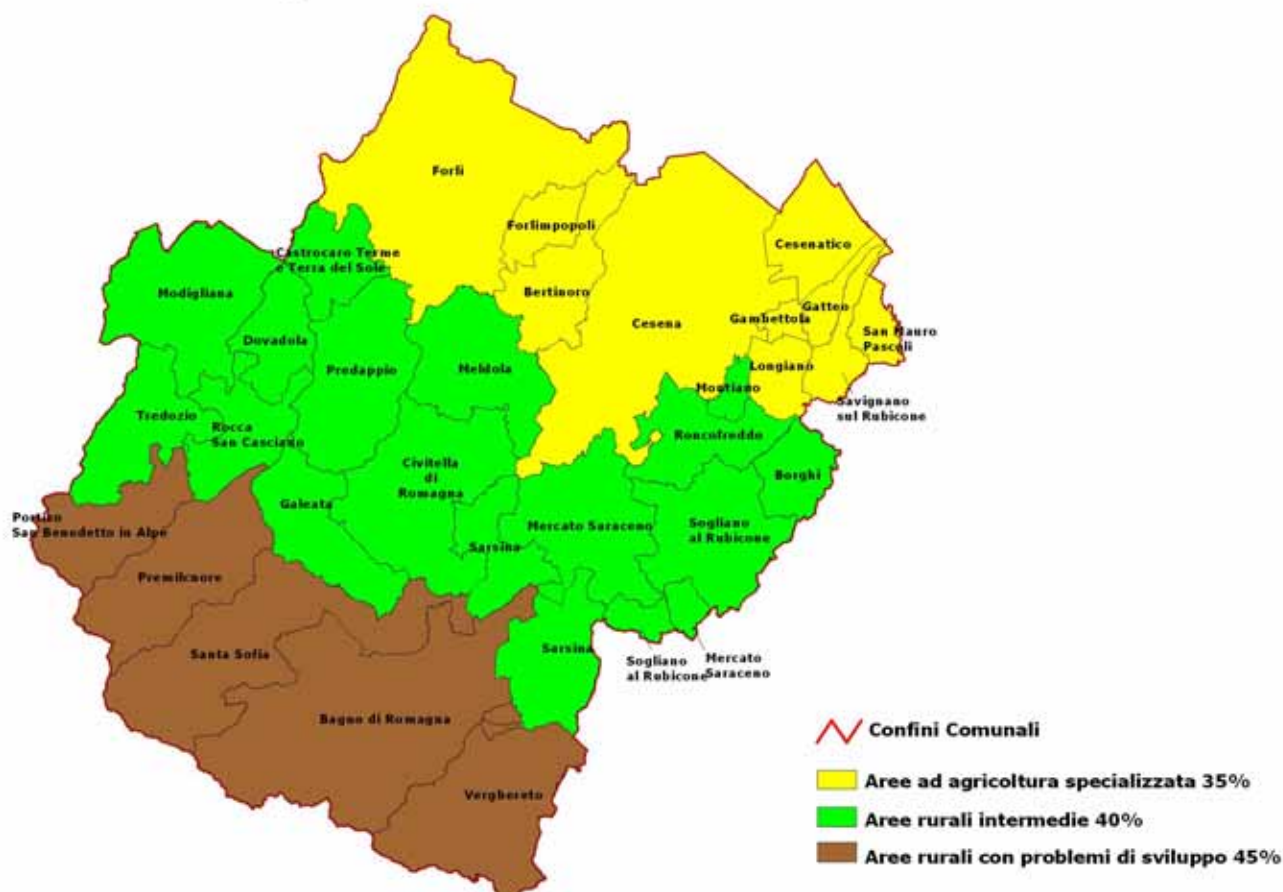 Forlì
Forlimpopoli
Cesenatico
Castrocaro Terme
e Terra del Sole
Modigliana
Bertinoro
Gatteo
Cesena
Gambettola
San Mauro
Pascoli
Dovadola
Predappio
Meldola
Longiano
Montiano
Savignano
sul Rubicone
Tredozio
Rocca
San Casciano
Roncofreddo
Civitella
di
Romagna
Borghi
Galeata
Portico
San Benedetto in Alpe
Mercato Saraceno
Sogliano
al Rubicone
Sarsina
Premilcuore
Santa Sofia
Sarsina
Sogliano
al Rubicone
Mercato
Saraceno
Bagno di Romagna
Verghereto
Confini Comunali
Aree ad agricoltura specializzata 35%
Aree rurali intermedie 40%
Aree rurali con problemi di sviluppo 45%